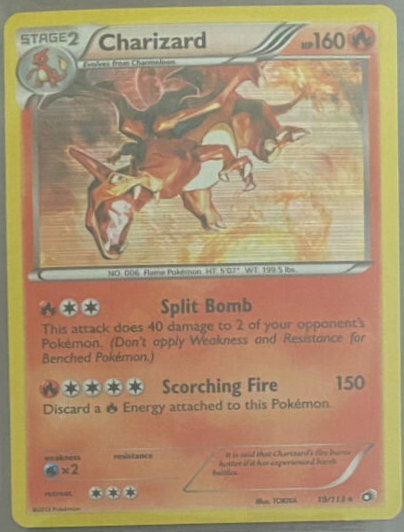 STAGE2 Charizard HP160
Evolves from Charmeleon
NO. 006 Flame Pokémon HT: 5'07" WT: 199.5 lbs.
Split Bomb
This attack does 40 damage to 2 of your opponent's
Pokémon. (Don't apply Weakness and Resistance for
Benched Pokémon.)
Scorching Fire 150
Discard a Energy attached to this Pokémon.
weakness resistance
×2
retreat
It is said that Charizard's fire burns
hotter if it has experienced harsh
battles.
©2013 Pokémon
Illus. TOKIYA 19/113 ★